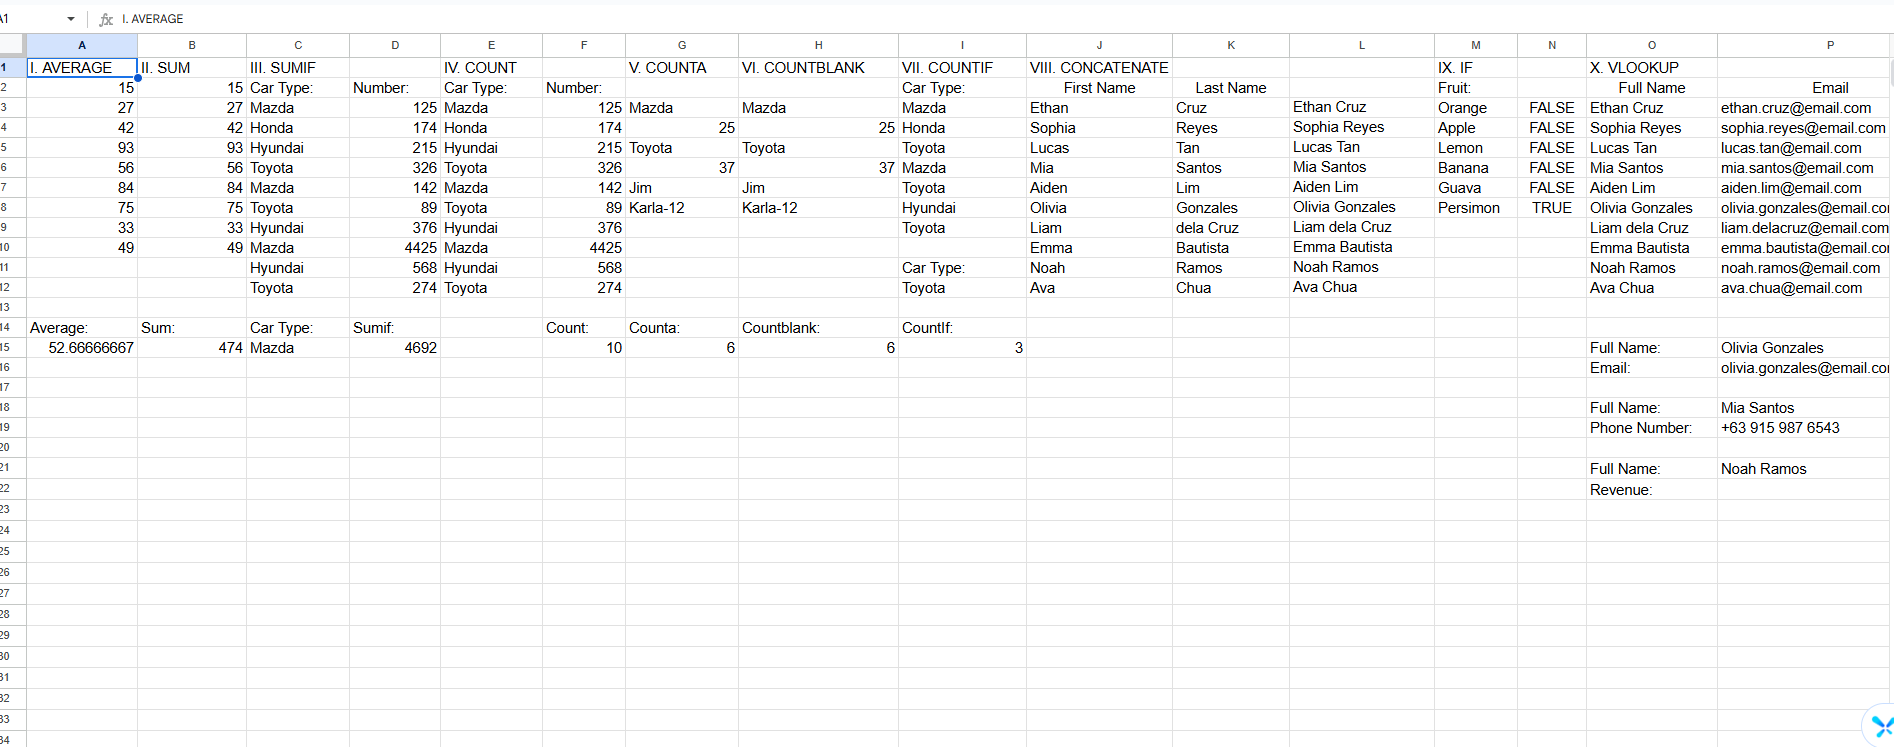 A1 fx I. AVERAGE
A B C D E F G H I J K L M N O P
1 I. AVERAGE II. SUM III. SUMIF IV. COUNT V. COUNTA VI. COUNTBLANK VII. COUNTIF VIII. CONCATENATE IX. IF X. VLOOKUP
2 15 15 Car Type: Number: Car Type: Number: Car Type: First Name Last Name Fruit: Full Name Email
3 27 27 Mazda 125 Mazda 125 Mazda Mazda Mazda Ethan Cruz Ethan Cruz Orange FALSE Ethan Cruz ethan.cruz@email.com
4 42 42 Honda 174 Honda 174 25 25 Honda Sophia Reyes Sophia Reyes Apple FALSE Sophia Reyes sophia.reyes@email.com
5 93 93 Hyundai 215 Hyundai 215 Toyota Toyota Toyota Lucas Tan Lucas Tan Lemon FALSE Lucas Tan lucas.tan@email.com
6 56 56 Toyota 326 Toyota 326 37 37 Mazda Mia Santos Mia Santos Banana FALSE Mia Santos mia.santos@email.com
7 84 84 Mazda 142 Mazda 142 Jim Jim Toyota Aiden Lim Aiden Lim Guava FALSE Aiden Lim aiden.lim@email.com
8 75 75 Toyota 89 Toyota 89 Karla-12 Karla-12 Hyundai Olivia Gonzales Olivia Gonzales Persimon TRUE Olivia Gonzales olivia.gonzales@email.co
9 33 33 Hyundai 376 Hyundai 376 Toyota Liam dela Cruz Liam dela Cruz Liam dela Cruz liam.delacruz@email.com
10 49 49 Mazda 4425 Mazda 4425 Emma Bautista Emma Bautista Emma Bautista emma.bautista@email.co
11 Hyundai 568 Hyundai 568 Car Type: Noah Ramos Noah Ramos Noah Ramos noah.ramos@email.com
12 Toyota 274 Toyota 274 Toyota Ava Chua Ava Chua Ava Chua ava.chua@email.com
13
14 Average: Sum: Car Type: Sumif: Count: Counta: Countblank: CountIf:
15 52.66666667 474 Mazda 4692 10 6 6 3 Full Name: Olivia Gonzales
16 Email: olivia.gonzales@email.co
17
18 Full Name: Mia Santos
19 Phone Number: +63 915 987 6543
20
21 Full Name: Noah Ramos
22 Revenue:
23
24
25
26
27
28
29
30
31
32
33
34